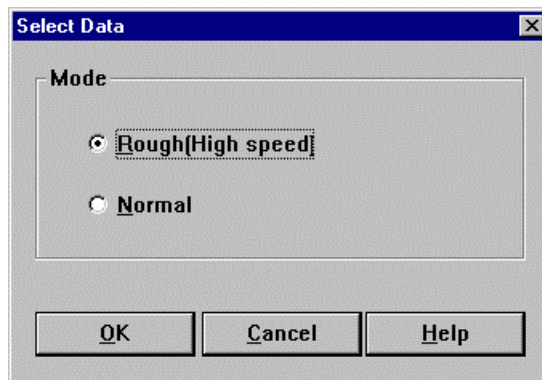 Select Data
Mode
Rough(High speed)
Normal
OK Cancel Help